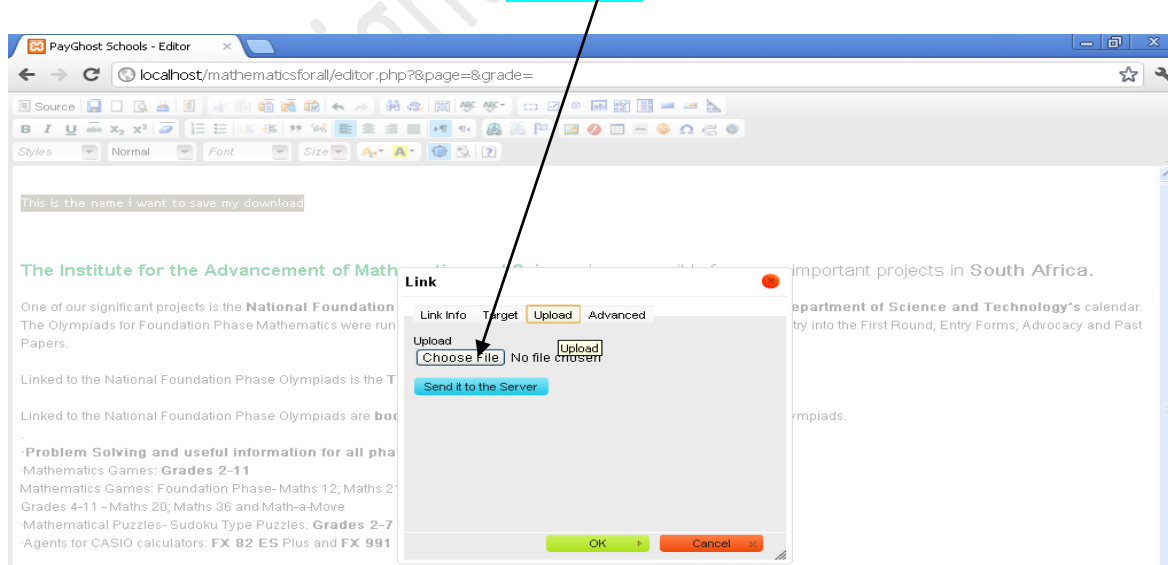 PayGhost Schools - Editor
localhost/mathematicsforall/editor.php?&page=&grade=
Source
Styles Normal Font Size
This is the name i want to save my download
The Institute for the Advancement of Math important projects in South Africa.
One of our significant projects is the National Foundation epartment of Science and Technology's calendar.
The Olympiads for Foundation Phase Mathematics were run try into the First Round; Entry Forms; Advocacy and Past
Papers.
Linked to the National Foundation Phase Olympiads is the T
Linked to the National Foundation Phase Olympiads are boo mpiads.
·Problem Solving and useful information for all pha
·Mathematics Games: Grades 2-11
Mathematics Games: Foundation Phase- Maths 12; Maths 21
Grades 4-11 - Maths 20; Maths 36 and Math-a-Move
·Mathematical Puzzles- Sudoku Type Puzzles: Grades 2-7
·Agents for CASIO calculators: FX 82 ES Plus and FX 991
Link
Link Info Target Upload Advanced
Upload
Choose File No file chosen
Upload
Send it to the Server
OK Cancel